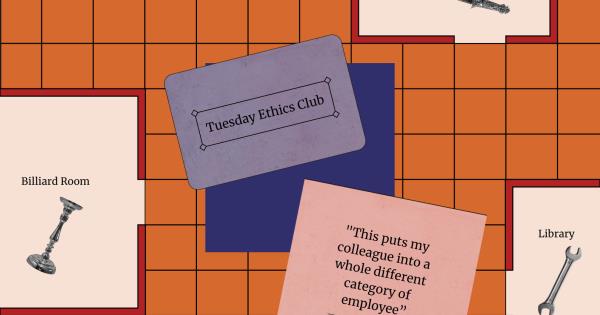 Tuesday Ethics Club
Billiard Room
"This puts my
colleague into a
whole different
category of
employee”
Library